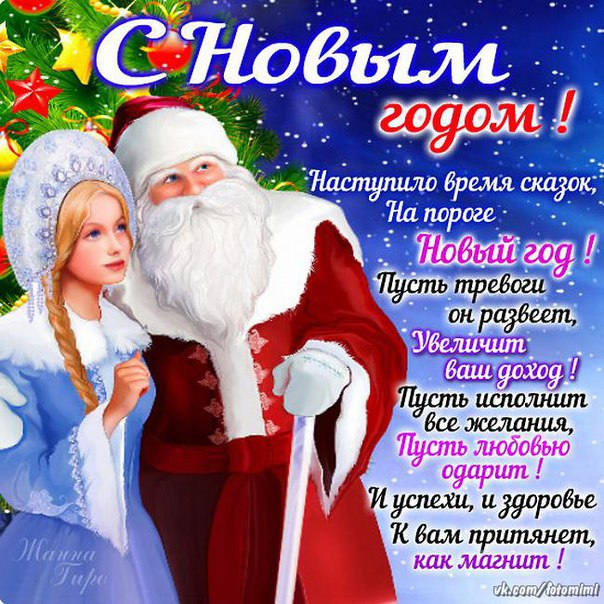 С Новым
годом !
Наступило время сказок,
На пороге
Новый год !
Пусть тревоги
он развеет,
Увеличит
ваш доход !
Пусть исполнит
все желания,
Пусть любовью
одарит !
И успехи, и здоровье
К вам притянет,
как магнит !
Жанна
Гиро
vk.com/fotomimi